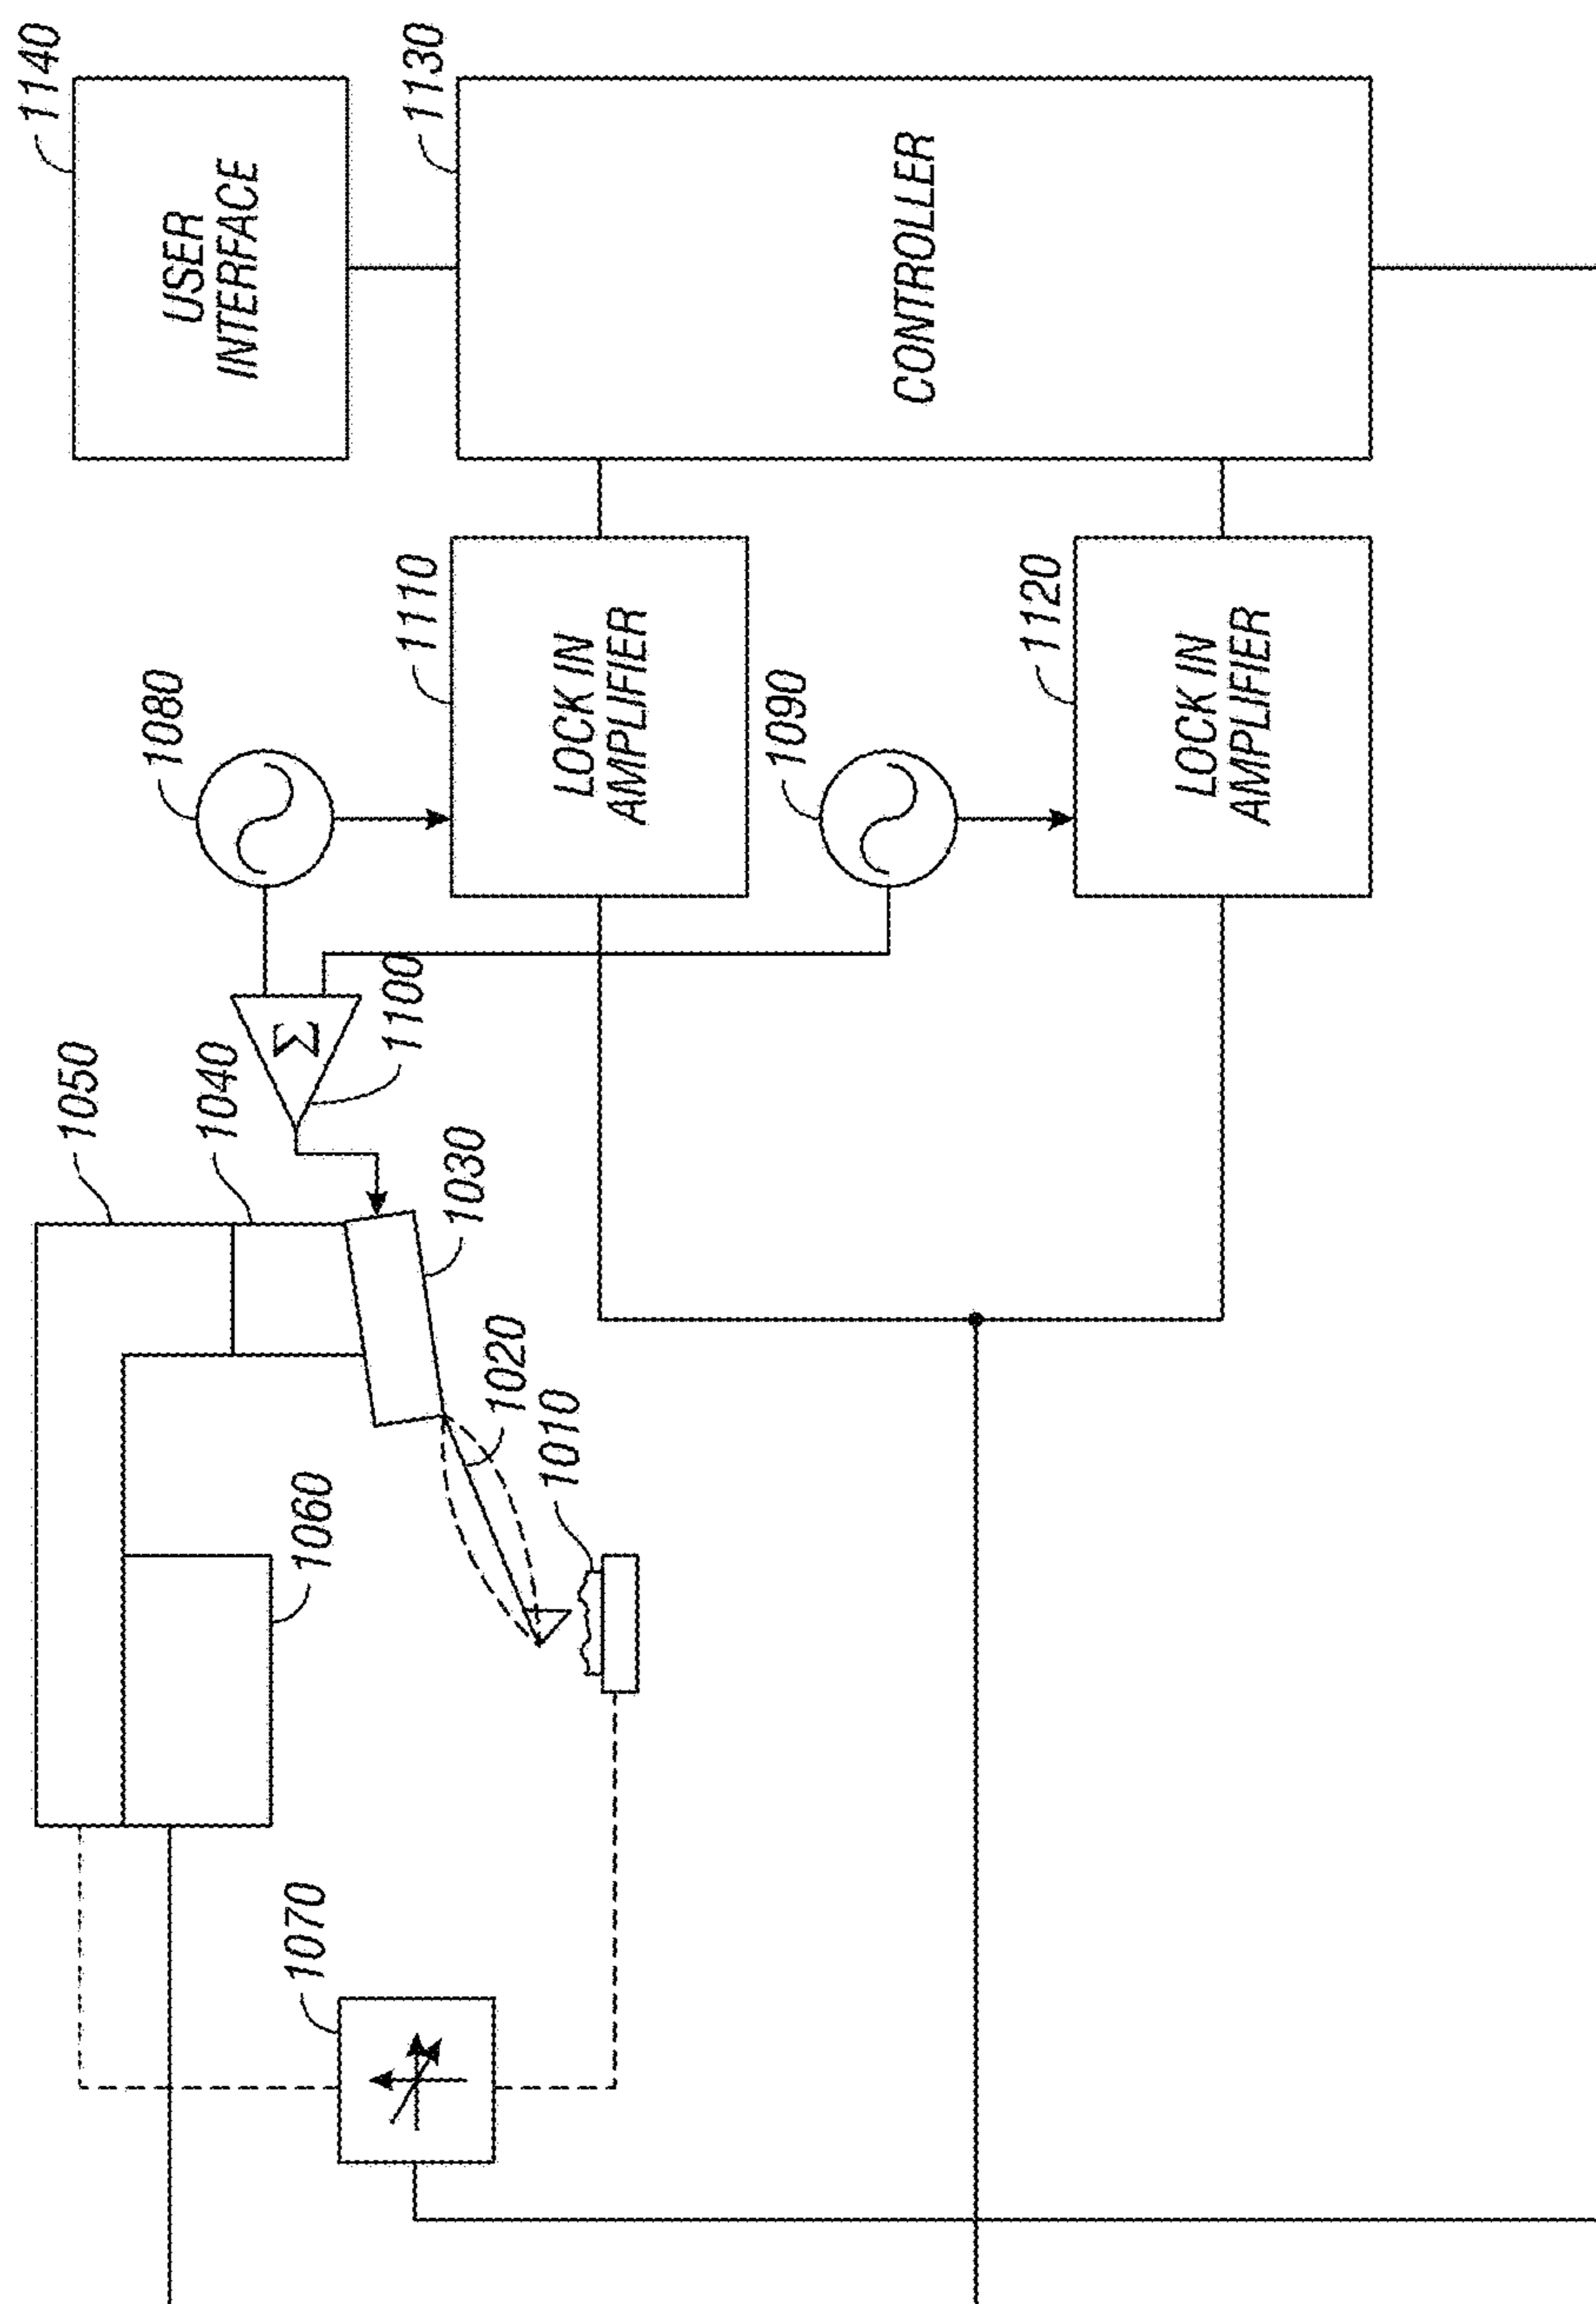 1050
1040
1060
1070
1030
1020
1010
Σ
1100
1080
1090
1110
LOCK IN
AMPLIFIER
1120
LOCK IN
AMPLIFIER
1140
USER
INTERFACE
1130
CONTROLLER